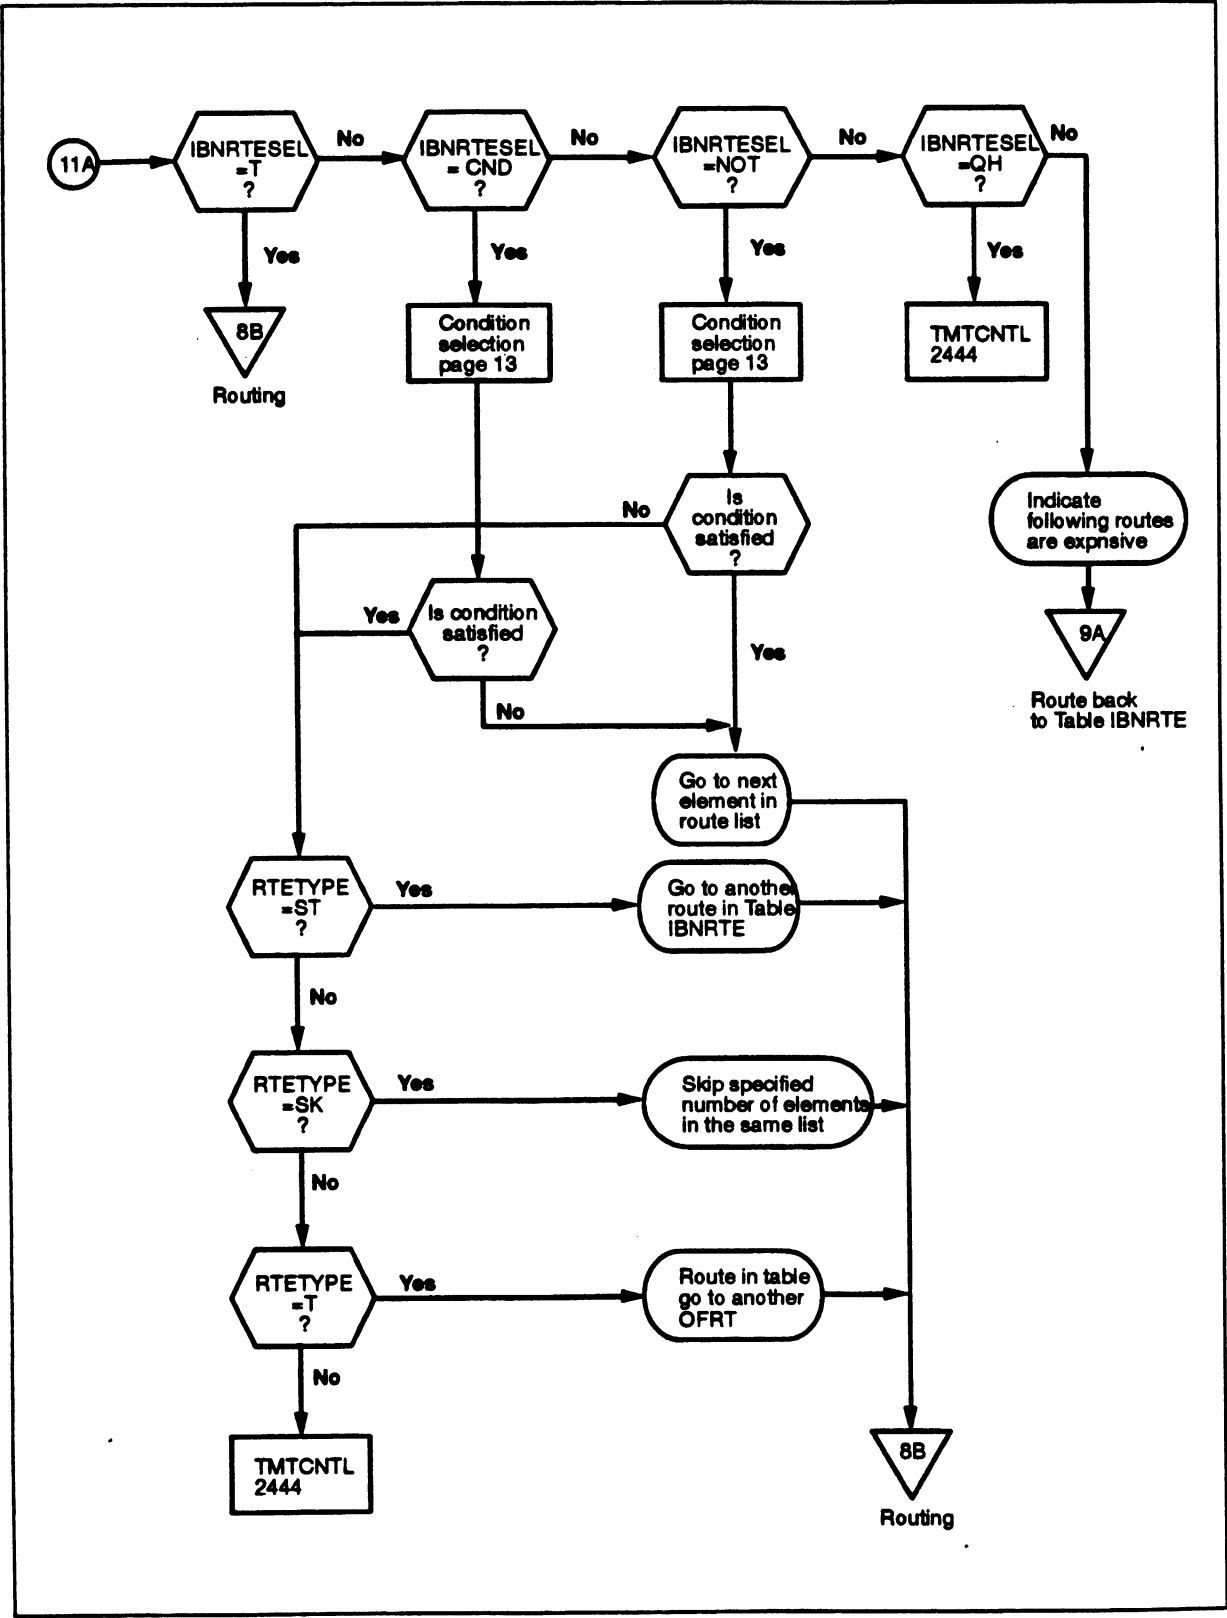 11A
IBNRTESEL
=T
?
No
IBNRTESEL
= CND
?
No
IBNRTESEL
=NOT
?
No
IBNRTESEL
=QH
?
No
Yes
Yes
Yes
Yes
8B
Routing
Condition
selection
page 13
Condition
selection
page 13
TMTCNTL
2444
Is
condition
satisfied
?
No
Yes
Indicate
following routes
are expnsive
9A
Route back
to Table IBNRTE
Is condition
satisfied
?
Yes
No
Go to next
element in
route list
RTETYPE
=ST
?
Yes
Go to another
route in Table
IBNRTE
No
RTETYPE
=SK
?
Yes
Skip specified
number of elements
in the same list
No
RTETYPE
=T
?
Yes
Route in table
go to another
OFRT
No
TMTCNTL
2444
8B
Routing